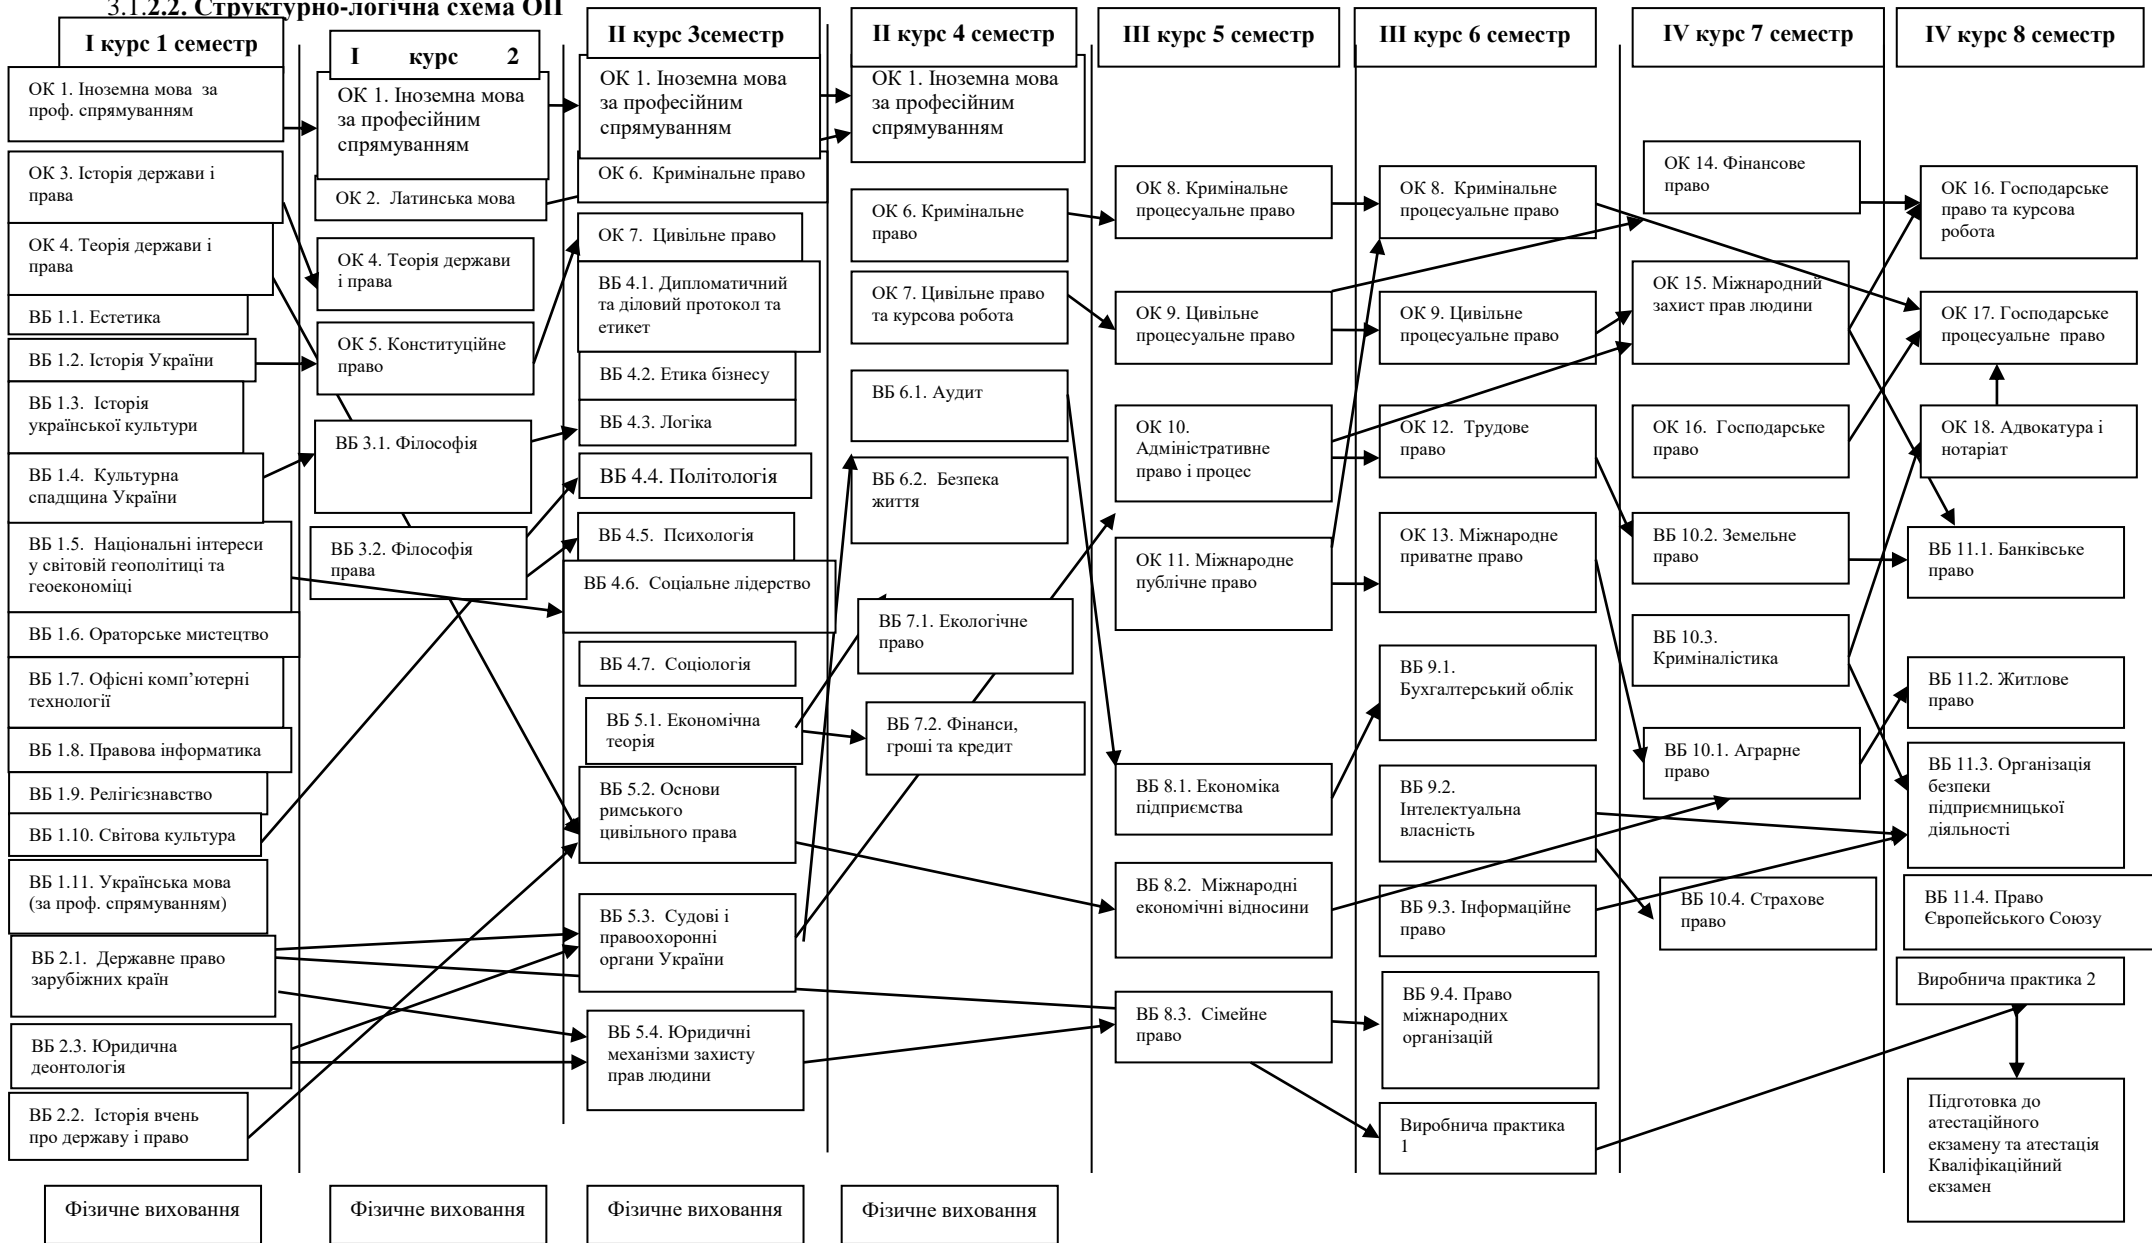 3.1.2.2. Структурно-логічна схема ОП
І курс 1 семестр
ОК 1. Іноземна мова за
проф. спрямуванням
ОК 3. Історія держави і
права
ОК 4. Теорія держави і
права
ВБ 1.1. Естетика
ВБ 1.2. Історія України
ВБ 1.3. Історія
української культури
ВБ 1.4. Культурна
спадщина України
ВБ 1.5. Національні інтереси
у світовій геополітиці та
геоекономіці
ВБ 1.6. Ораторське мистецтво
ВБ 1.7. Офісні комп’ютерні
технології
ВБ 1.8. Правова інформатика
ВБ 1.9. Релігієзнавство
ВБ 1.10. Світова культура
ВБ 1.11. Українська мова
(за проф. спрямуванням)
ВБ 2.1. Державне право
зарубіжних країн
ВБ 2.3. Юридична
деонтологія
ВБ 2.2. Історія вчень
про державу і право
Фізичне виховання
І курс 2
ОК 1. Іноземна мова
за професійним
спрямуванням
ОК 2. Латинська мова
ОК 4. Теорія держави
і права
ОК 5. Конституційне
право
ВБ 3.1. Філософія
ВБ 3.2. Філософія
права
Фізичне виховання
ІІ курс 3семестр
ОК 1. Іноземна мова
за професійним
спрямуванням
ОК 6. Кримінальне право
ОК 7. Цивільне право
ВБ 4.1. Дипломатичний
та діловий протокол та
етикет
ВБ 4.2. Етика бізнесу
ВБ 4.3. Логіка
ВБ 4.4. Політологія
ВБ 4.5. Психологія
ВБ 4.6. Соціальне лідерство
ВБ 4.7. Соціологія
ВБ 5.1. Економічна
теорія
ВБ 5.2. Основи
римського
цивільного права
ВБ 5.3. Судові і
правоохоронні
органи України
ВБ 5.4. Юридичні
механізми захисту
прав людини
Фізичне виховання
ІІ курс 4 семестр
ОК 1. Іноземна мова
за професійним
спрямуванням
ОК 6. Кримінальне
право
ОК 7. Цивільне право
та курсова робота
ВБ 6.1. Аудит
ВБ 6.2. Безпека
життя
ВБ 7.1. Екологічне
право
ВБ 7.2. Фінанси,
гроші та кредит
Фізичне виховання
ІІІ курс 5 семестр
ОК 8. Кримінальне
процесуальне право
ОК 9. Цивільне
процесуальне право
ОК 10.
Адміністративне
право і процес
ОК 11. Міжнародне
публічне право
ВБ 8.1. Економіка
підприємства
ВБ 8.2. Міжнародні
економічні відносини
ВБ 8.3. Сімейне
право
ІІІ курс 6 семестр
ОК 8. Кримінальне
процесуальне право
ОК 9. Цивільне
процесуальне право
ОК 12. Трудове
право
ОК 13. Міжнародне
приватне право
ВБ 9.1.
Бухгалтерський облік
ВБ 9.2.
Інтелектуальна
власність
ВБ 9.3. Інформаційне
право
ВБ 9.4. Право
міжнародних
організацій
Виробнича практика
1
IV курс 7 семестр
ОК 14. Фінансове
право
ОК 15. Міжнародний
захист прав людини
ОК 16. Господарське
право
ВБ 10.2. Земельне
право
ВБ 10.3.
Криміналістика
ВБ 10.1. Аграрне
право
ВБ 10.4. Страхове
право
IV курс 8 семестр
ОК 16. Господарське
право та курсова
робота
ОК 17. Господарське
процесуальне право
ОК 18. Адвокатура і
нотаріат
ВБ 11.1. Банківське
право
ВБ 11.2. Житлове
право
ВБ 11.3. Організація
безпеки
підприємницької
діяльності
ВБ 11.4. Право
Європейського Союзу
Виробнича практика 2
Підготовка до
атестаційного
екзамену та атестація
Кваліфікаційний
екзамен